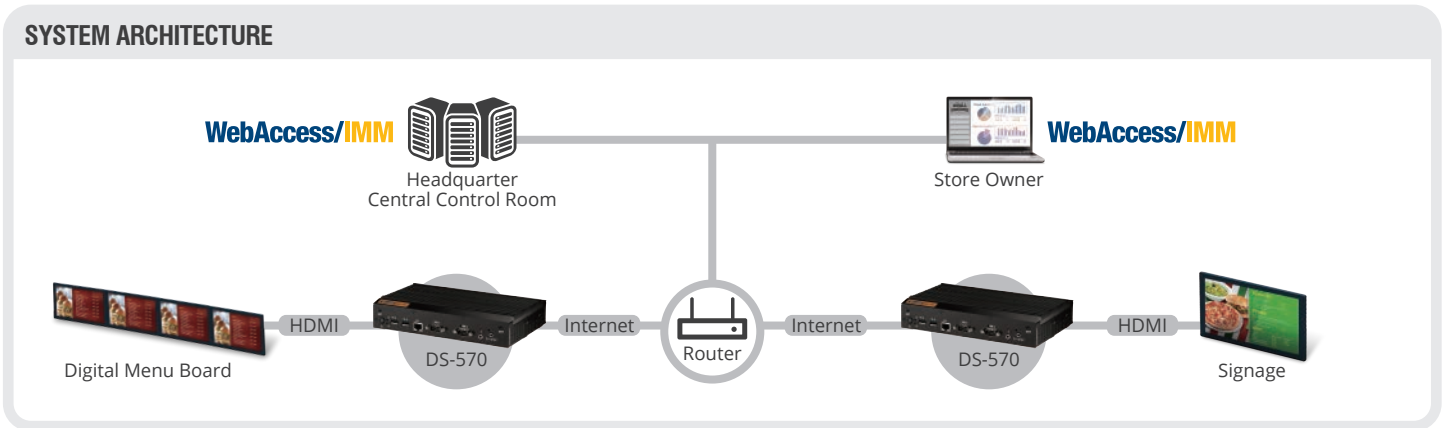 SYSTEM ARCHITECTURE
WebAccess/IMM
Headquarter
Central Control Room
WebAccess/IMM
Store Owner
HDMI
Internet
Internet
HDMI
Digital Menu Board
DS-570
Router
DS-570
Signage